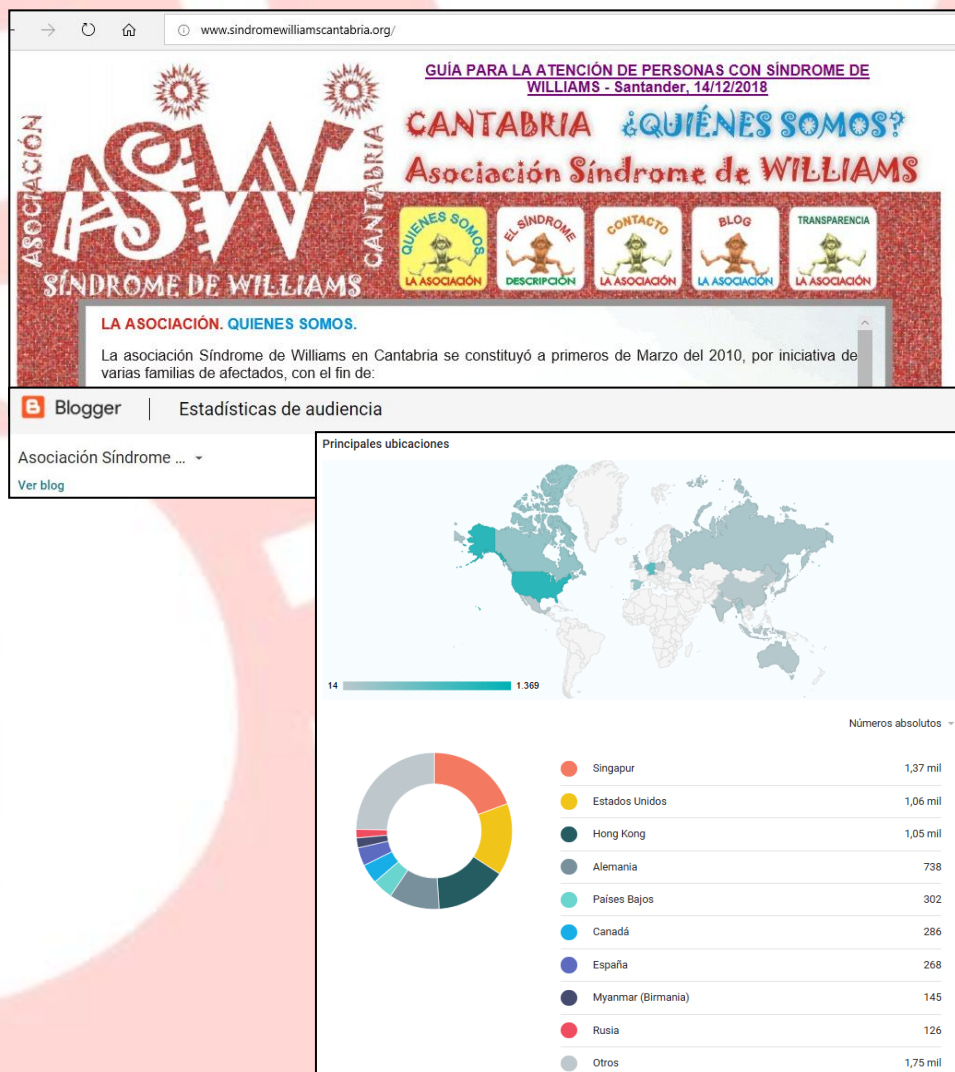 www.sindromewilliamscantabria.org/
GUÍA PARA LA ATENCIÓN DE PERSONAS CON SÍNDROME DE
WILLIAMS - Santander, 14/12/2018
ASOCIACIÓN
ASW
CANTABRIA
SÍNDROME DE WILLIAMS
CANTABRIA ¿QUIÉNES SOMOS?
Asociación Síndrome de WILLIAMS
QUIENES SOMOS
LA ASOCIACIÓN
EL SÍNDROME
DESCRIPCIÓN
CONTACTO
LA ASOCIACIÓN
BLOG
LA ASOCIACIÓN
TRANSPARENCIA
LA ASOCIACIÓN
LA ASOCIACIÓN. QUIENES SOMOS.
La asociación Síndrome de Williams en Cantabria se constituyó a primeros de Marzo del 2010, por iniciativa de
varias familias de afectados, con el fin de:
Blogger | Estadísticas de audiencia
Asociación Síndrome ...
Ver blog
Principales ubicaciones
14 1.369
Números absolutos
Singapur 1,37 mil
Estados Unidos 1,06 mil
Hong Kong 1,05 mil
Alemania 738
Países Bajos 302
Canadá 286
España 268
Myanmar (Birmania) 145
Rusia 126
Otros 1,75 mil